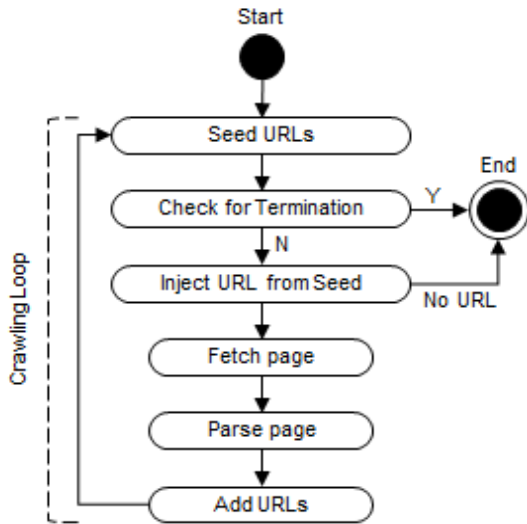 Start
Seed URLs
End
Check for Termination
Y
N
Inject URL from Seed
No URL
Crawling Loop
Fetch page
Parse page
Add URLs